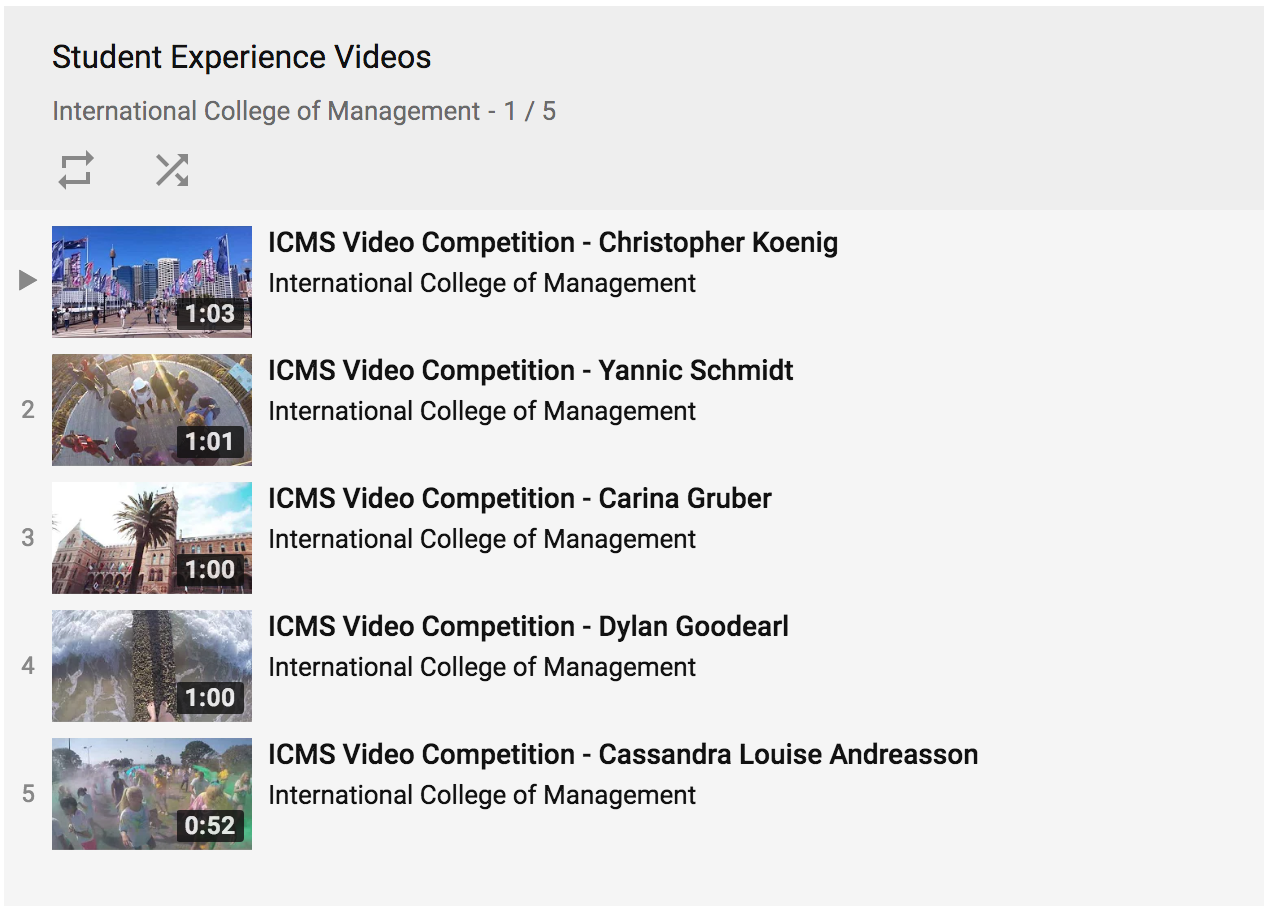 Student Experience Videos
International College of Management - 1 / 5
ICMS Video Competition - Christopher Koenig
International College of Management
1:03
2
ICMS Video Competition - Yannic Schmidt
International College of Management
1:01
3
ICMS Video Competition - Carina Gruber
International College of Management
1:00
4
ICMS Video Competition - Dylan Goodearl
International College of Management
1:00
5
ICMS Video Competition - Cassandra Louise Andreasson
International College of Management
0:52